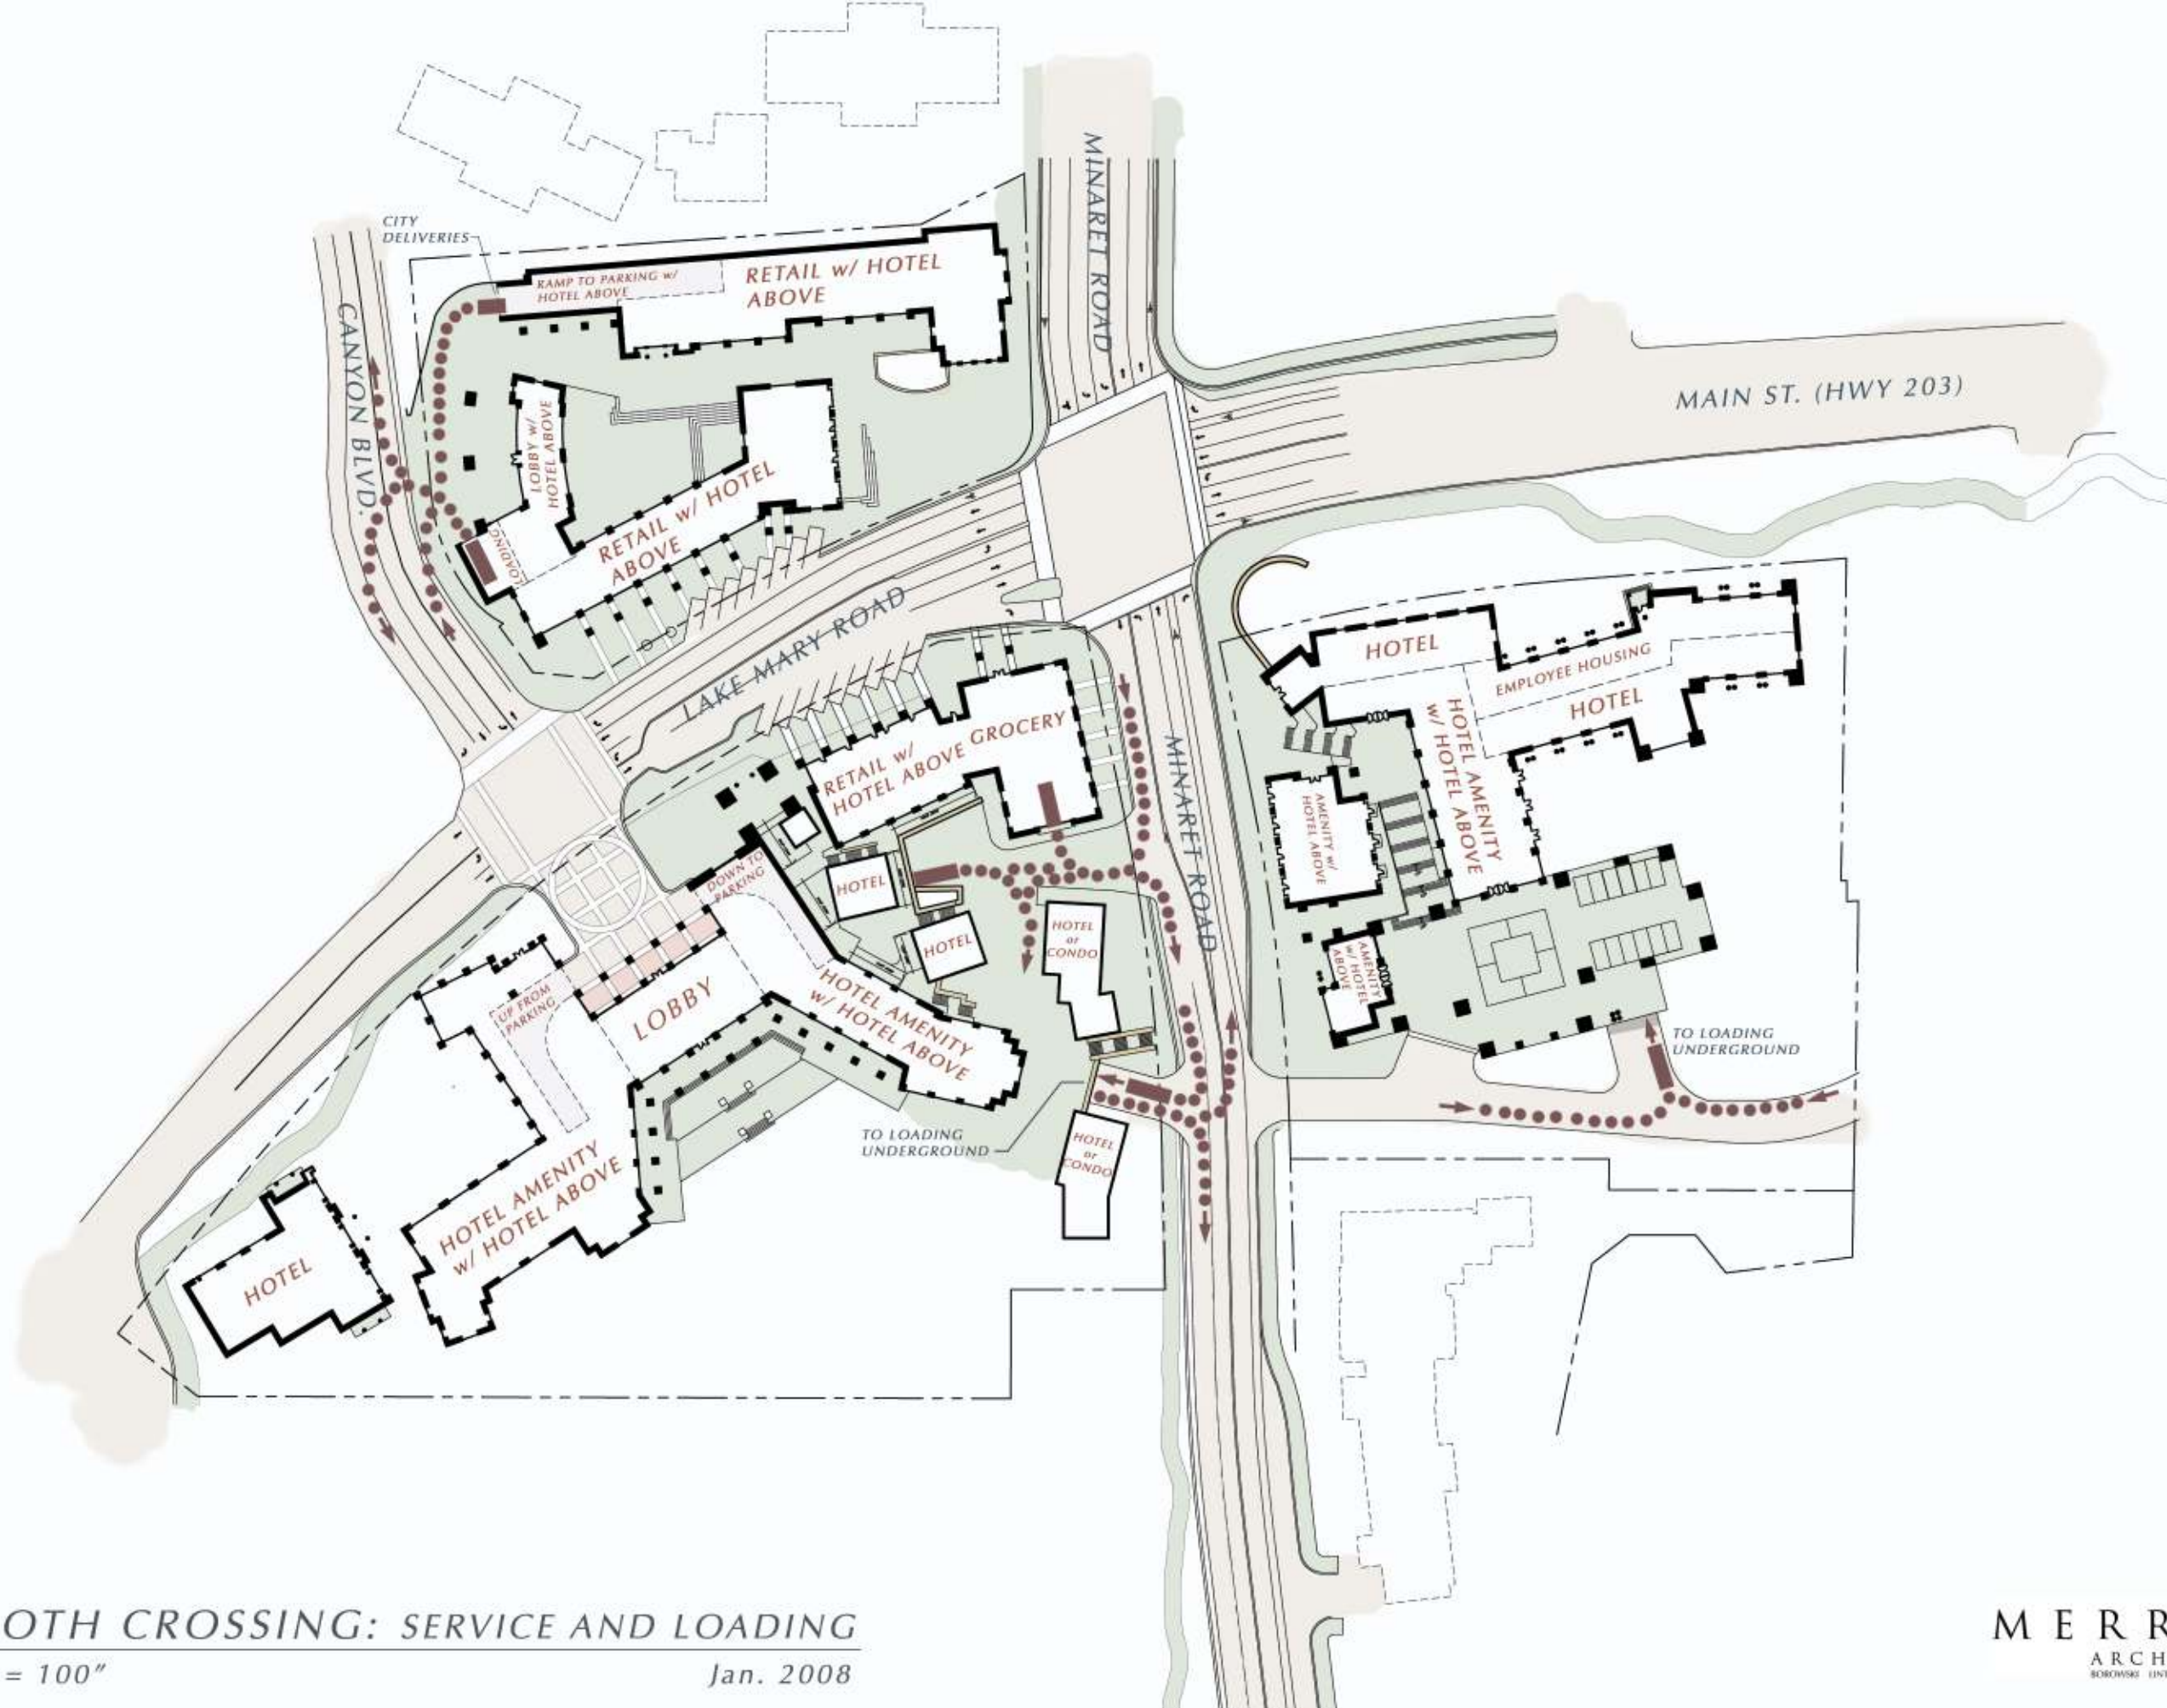 CITY
DELIVERIES
MINARET ROAD
RAMP TO PARKING w/
HOTEL ABOVE
RETAIL w/ HOTEL
ABOVE
CANYON BLVD.
LOBBY w/
HOTEL ABOVE
MAIN ST. (HWY 203)
LOADING
RETAIL w/ HOTEL
ABOVE
LAKE MARY ROAD
HOTEL
EMPLOYEE HOUSING
HOTEL
HOTEL AMENITY
w/ HOTEL ABOVE
GROCERY
RETAIL w/
HOTEL ABOVE
MINARET ROAD
AMENITY w/
HOTEL ABOVE
DOWN TO
PARKING
HOTEL
HOTEL
HOTEL
or
CONDO
AMENITY
w/ HOTEL
ABOVE
UP FROM
PARKING
LOBBY
HOTEL AMENITY
w/ HOTEL ABOVE
TO LOADING
UNDERGROUND
TO LOADING
UNDERGROUND
HOTEL
or
CONDO
HOTEL AMENITY
w/ HOTEL ABOVE
HOTEL
OTH CROSSING: SERVICE AND LOADING
= 100"
Jan. 2008
MERR
ARCH
BOROWSKI LINT